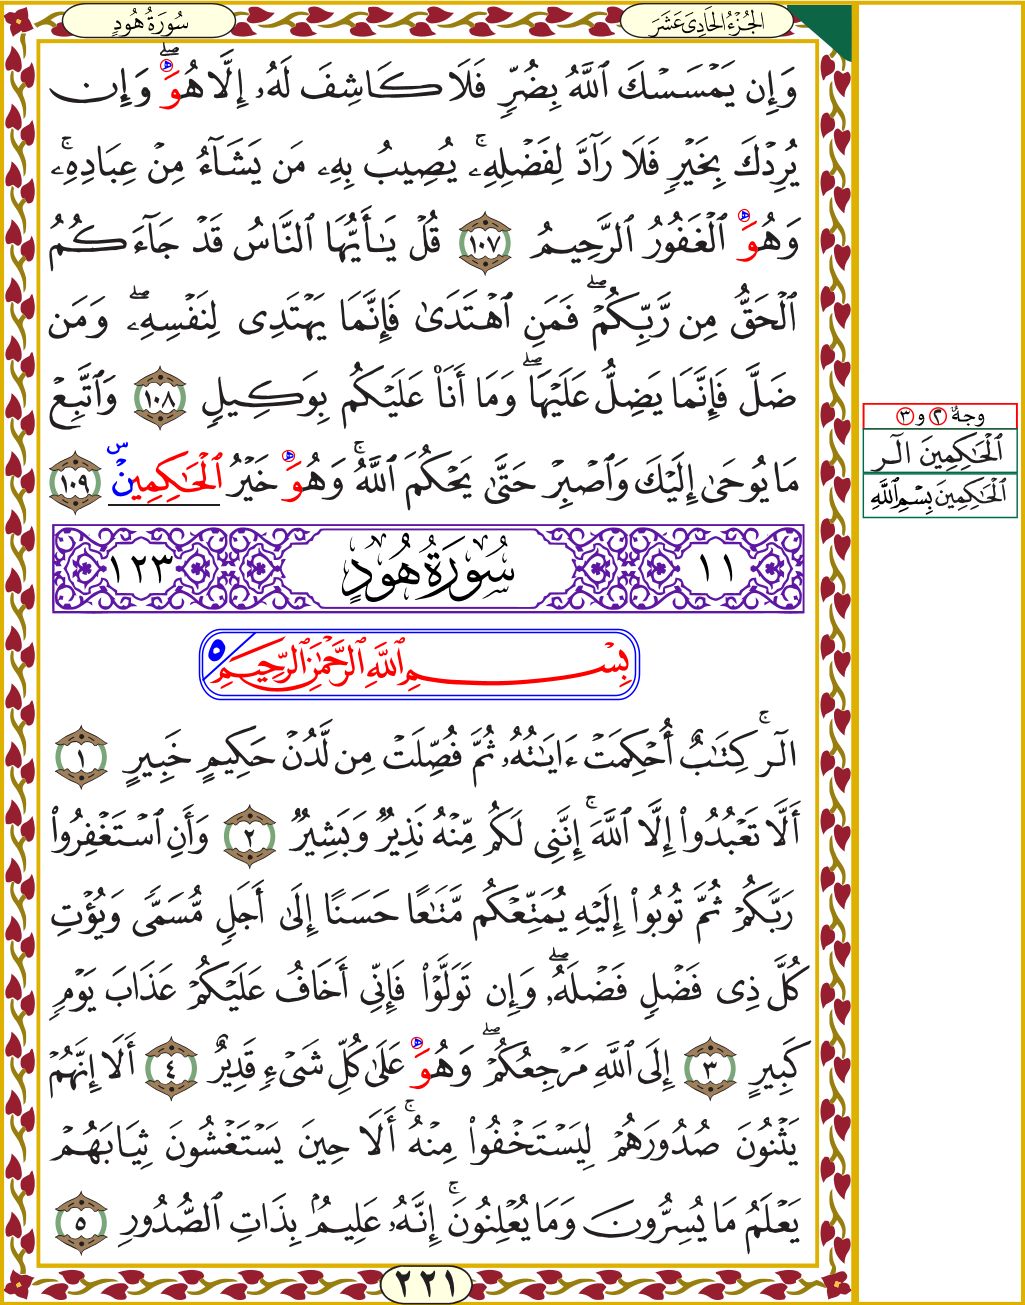 الجُزْءُ الحَادِيَ عَشَرَ
سُورَةُ هُودٍ
وَإِن يَمْسَسْكَ ٱللَّهُ بِضُرٍّ فَلَا كَاشِفَ لَهُۥٓ إِلَّا هُوَۖ وَإِن
يُرِدْكَ بِخَيْرٍ فَلَا رَآدَّ لِفَضْلِهِۦۚ يُصِيبُ بِهِۦ مَن يَشَآءُ مِنْ عِبَادِهِۦۚ
وَهُوَ ٱلْغَفُورُ ٱلرَّحِيمُ ١٠٧ قُلْ يَـٰٓأَيُّهَا ٱلنَّاسُ قَدْ جَآءَكُمُ
ٱلْحَقُّ مِن رَّبِّكُمْۖ فَمَنِ ٱهْتَدَىٰ فَإِنَّمَا يَهْتَدِى لِنَفْسِهِۦۖ وَمَن
ضَلَّ فَإِنَّمَا يَضِلُّ عَلَيْهَاۖ وَمَآ أَنَا۠ عَلَيْكُم بِوَكِيلٍ ١٠٨ وَٱتَّبِعْ
مَا يُوحَىٰٓ إِلَيْكَ وَٱصْبِرْ حَتَّىٰ يَحْكُمَ ٱللَّهُۚ وَهُوَ خَيْرُ ٱلْحَـٰكِمِينَ ١٠٩
١١ سُورَةُ هُودٍ ١٢٣
بِسْمِ ٱللَّهِ ٱلرَّحْمَـٰنِ ٱلرَّحِيمِ ٥
الٓرۚ كِتَـٰبٌ أُحْكِمَتْ ءَايَـٰتُهُۥ ثُمَّ فُصِّلَتْ مِن لَّدُنْ حَكِيمٍ خَبِيرٍ ١
أَلَّا تَعْبُدُوٓا۟ إِلَّا ٱللَّهَۚ إِنَّنِى لَكُم مِّنْهُ نَذِيرٌ وَبَشِيرٌ ٢ وَأَنِ ٱسْتَغْفِرُوا۟
رَبَّكُمْ ثُمَّ تُوبُوٓا۟ إِلَيْهِ يُمَتِّعْكُم مَّتَـٰعًا حَسَنًا إِلَىٰٓ أَجَلٍ مُّسَمًّى وَيُؤْتِ
كُلَّ ذِى فَضْلٍ فَضْلَهُۥۖ وَإِن تَوَلَّوْا۟ فَإِنِّىٓ أَخَافُ عَلَيْكُمْ عَذَابَ يَوْمٍ
كَبِيرٍ ٣ إِلَى ٱللَّهِ مَرْجِعُكُمْۖ وَهُوَ عَلَىٰ كُلِّ شَىْءٍ قَدِيرٌ ٤ أَلَآ إِنَّهُمْ
يَثْنُونَ صُدُورَهُمْ لِيَسْتَخْفُوا۟ مِنْهُۚ أَلَا حِينَ يَسْتَغْشُونَ ثِيَابَهُمْ
يَعْلَمُ مَا يُسِرُّونَ وَمَا يُعْلِنُونَۚ إِنَّهُۥ عَلِيمٌۢ بِذَاتِ ٱلصُّدُورِ ٥
٢٢١
وجهُ ٢ و ٣
ٱلْحَـٰكِمِينَ الٓر
ٱلْحَـٰكِمِينَ بِسْمِ ٱللَّهِ